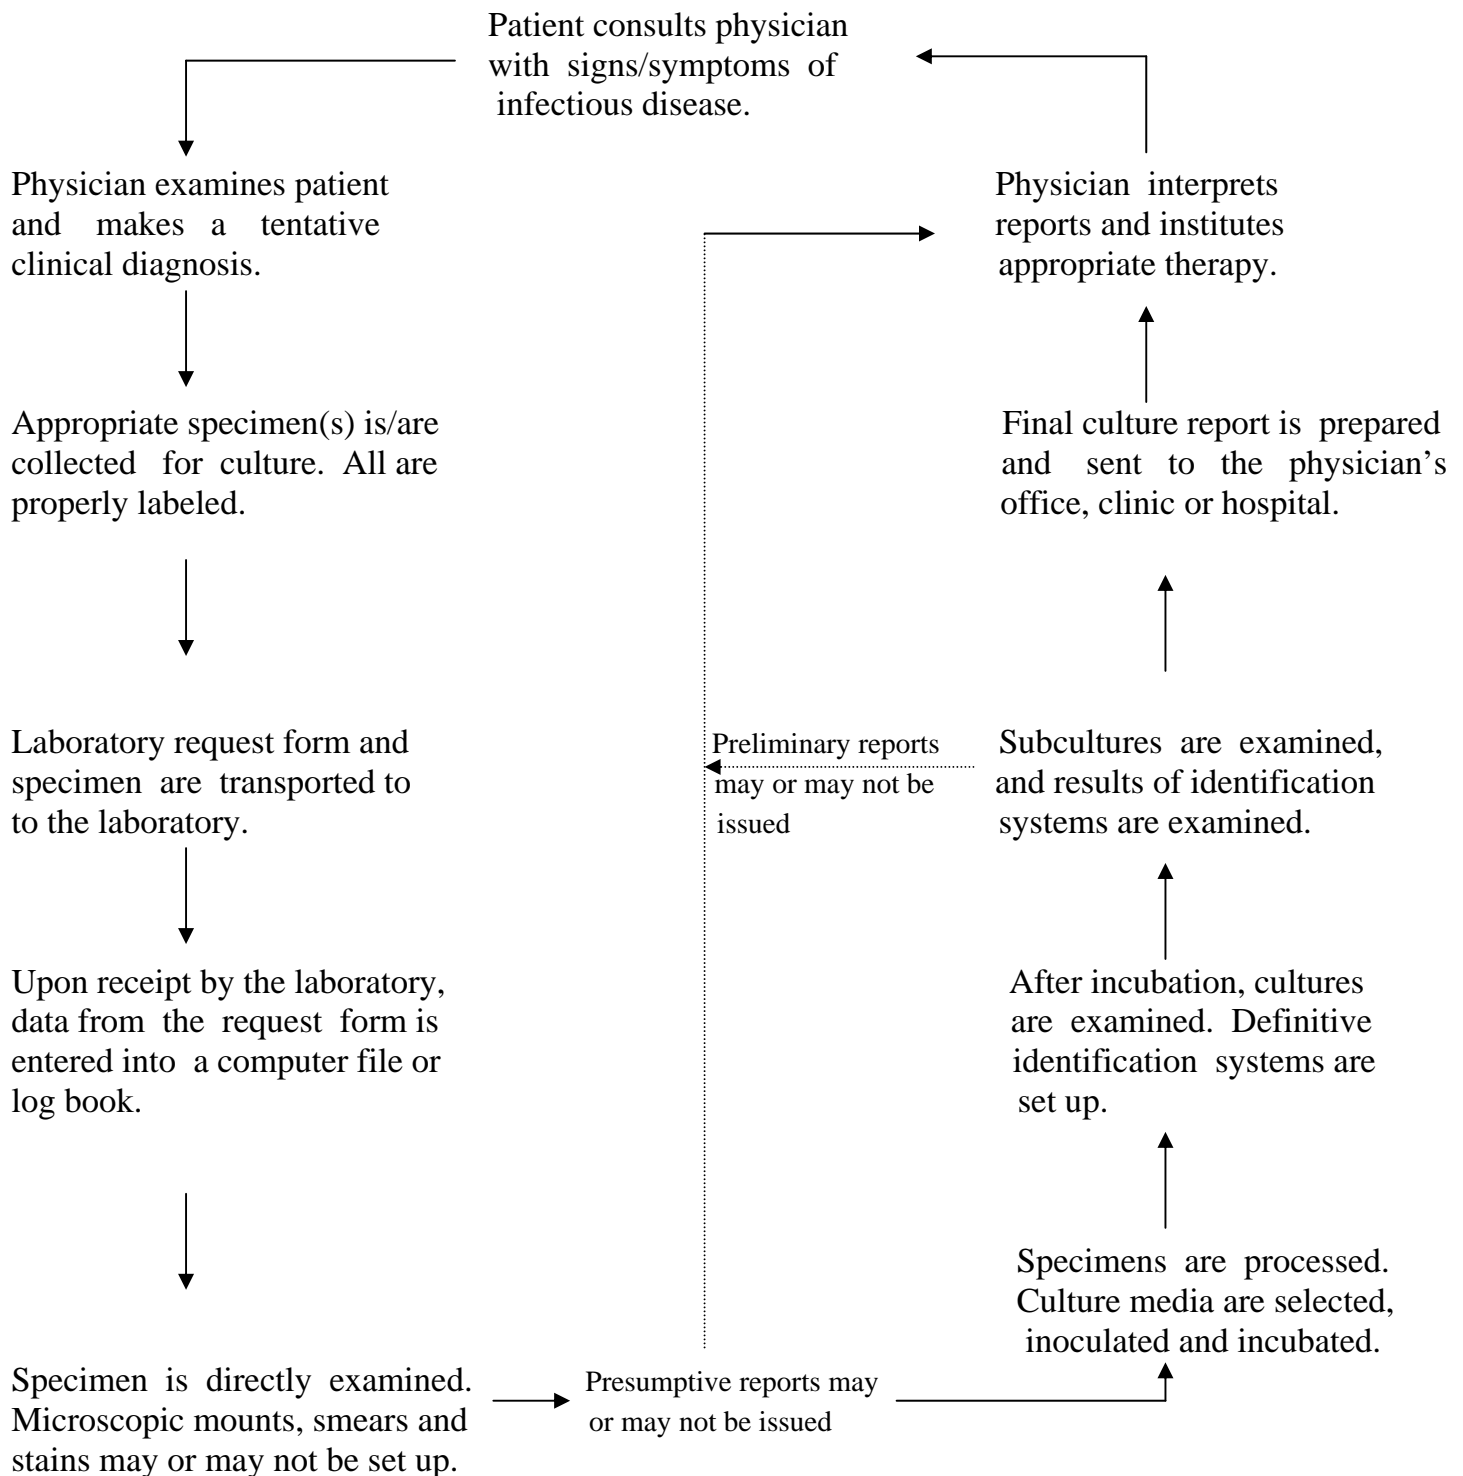 Patient consults physician
with signs/symptoms of
infectious disease.
Physician examines patient
and makes a tentative
clinical diagnosis.
Appropriate specimen(s) is/are
collected for culture. All are
properly labeled.
Laboratory request form and
specimen are transported to
to the laboratory.
Upon receipt by the laboratory,
data from the request form is
entered into a computer file or
log book.
Specimen is directly examined.
Microscopic mounts, smears and
stains may or may not be set up.
Presumptive reports may
or may not be issued
Specimens are processed.
Culture media are selected,
inoculated and incubated.
After incubation, cultures
are examined. Definitive
identification systems are
set up.
Subcultures are examined,
and results of identification
systems are examined.
Preliminary reports
may or may not be
issued
Final culture report is prepared
and sent to the physician's
office, clinic or hospital.
Physician interprets
reports and institutes
appropriate therapy.